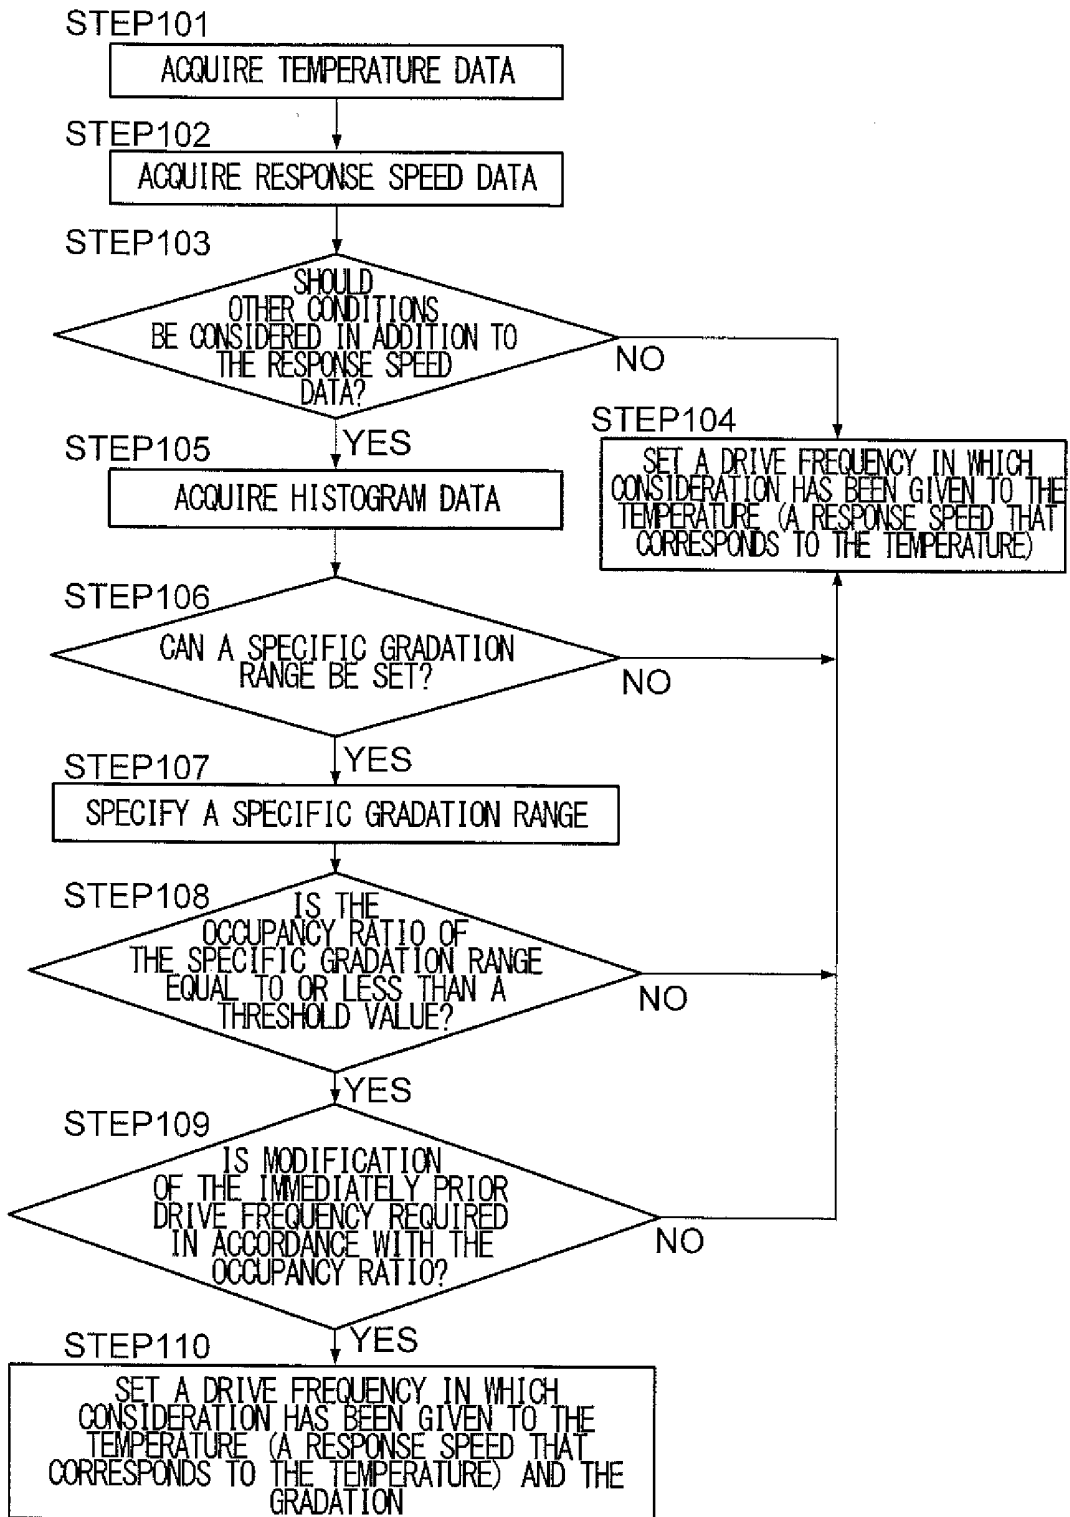 STEP101
ACQUIRE TEMPERATURE DATA
STEP102
ACQUIRE RESPONSE SPEED DATA
STEP103
SHOULD
OTHER CONDITIONS
BE CONSIDERED IN ADDITION TO
THE RESPONSE SPEED
DATA?
NO
YES
STEP104
SET A DRIVE FREQUENCY IN WHICH
CONSIDERATION HAS BEEN GIVEN TO THE
TEMPERATURE (A RESPONSE SPEED THAT
CORRESPONDS TO THE TEMPERATURE)
STEP105
ACQUIRE HISTOGRAM DATA
STEP106
CAN A SPECIFIC GRADATION
RANGE BE SET?
NO
YES
STEP107
SPECIFY A SPECIFIC GRADATION RANGE
STEP108
IS THE
OCCUPANCY RATIO OF
THE SPECIFIC GRADATION RANGE
EQUAL TO OR LESS THAN A
THRESHOLD VALUE?
NO
YES
STEP109
IS MODIFICATION
OF THE IMMEDIATELY PRIOR
DRIVE FREQUENCY REQUIRED
IN ACCORDANCE WITH THE
OCCUPANCY RATIO?
NO
YES
STEP110
SET A DRIVE FREQUENCY IN WHICH
CONSIDERATION HAS BEEN GIVEN TO THE
TEMPERATURE (A RESPONSE SPEED THAT
CORRESPONDS TO THE TEMPERATURE) AND THE
GRADATION